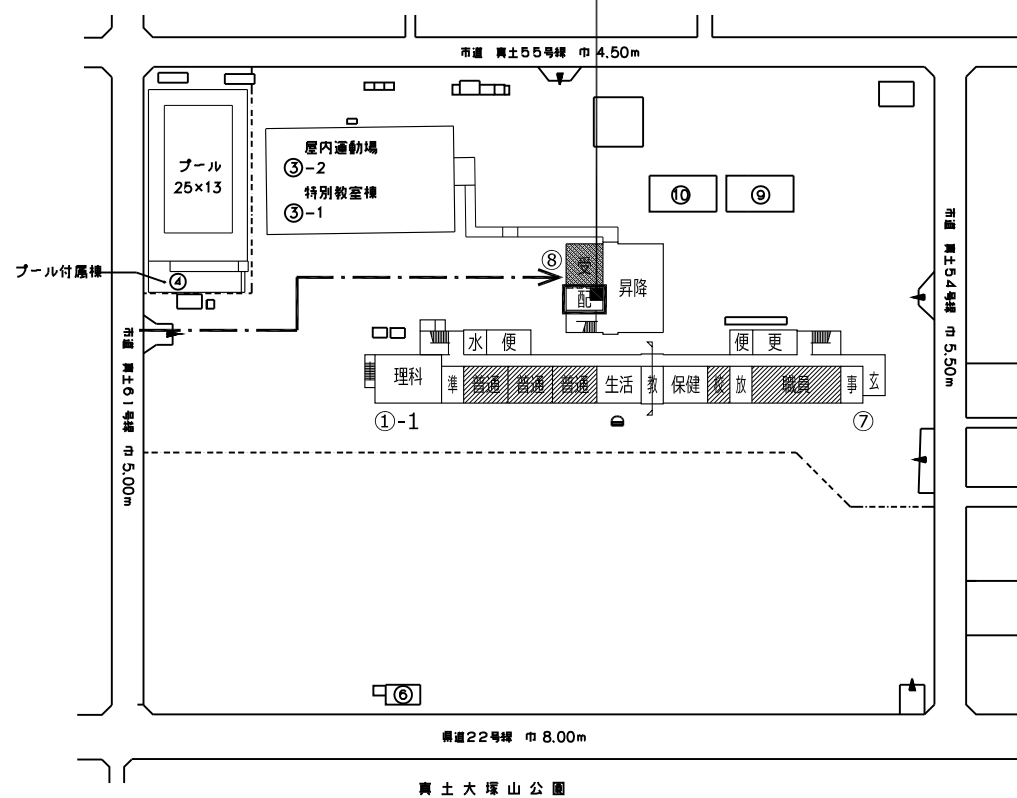 市道 真土55号線 巾 4.50m
プール
25×13
屋内運動場
③-2
特別教室棟
③-1
⑩
⑨
市道 真土54号線 巾 5.50m
プール付属棟
④
⑧
受
配
昇降
市道 真土61号線 巾 5.00m
水
便
便
更
理科
準
普通
普通
普通
生活
教
保健
校
放
職員
事
玄
①-1
⑦
⑥
県道22号線 巾 8.00m
真土大塚山公園